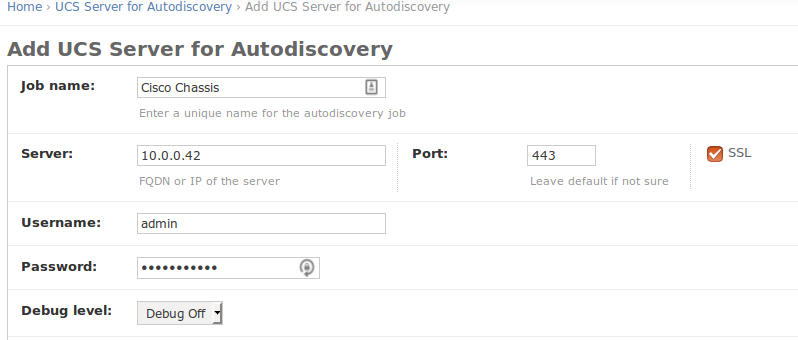 Home › UCS Server for Autodiscovery › Add UCS Server for Autodiscovery
Add UCS Server for Autodiscovery
Job name: Cisco Chassis
Enter a unique name for the autodiscovery job
Server: 10.0.0.42 Port: 443 SSL
FQDN or IP of the server Leave default if not sure
Username: admin
Password: •••••••••••
Debug level: Debug Off